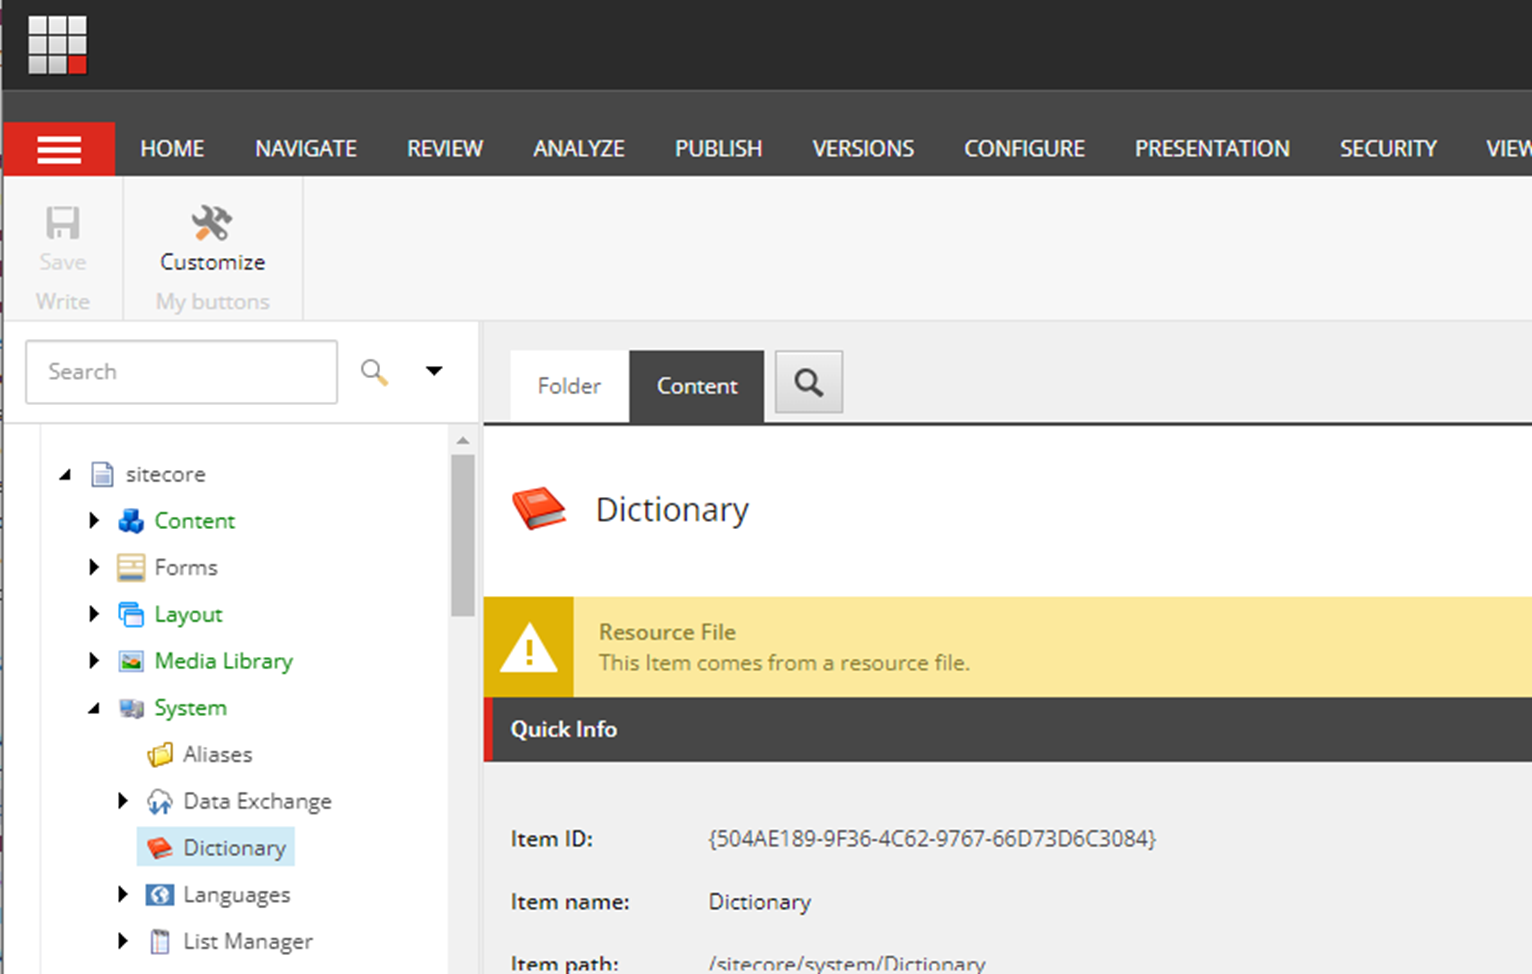 HOME NAVIGATE REVIEW ANALYZE PUBLISH VERSIONS CONFIGURE PRESENTATION SECURITY VIEW
Save
Write
Customize
My buttons
Search
sitecore
Content
Forms
Layout
Media Library
System
Aliases
Data Exchange
Dictionary
Languages
List Manager
Folder Content
Dictionary
Resource File
This Item comes from a resource file.
Quick Info
Item ID: {504AE189-9F36-4C62-9767-66D73D6C3084}
Item name: Dictionary
Item path: /sitecore/system/Dictionary